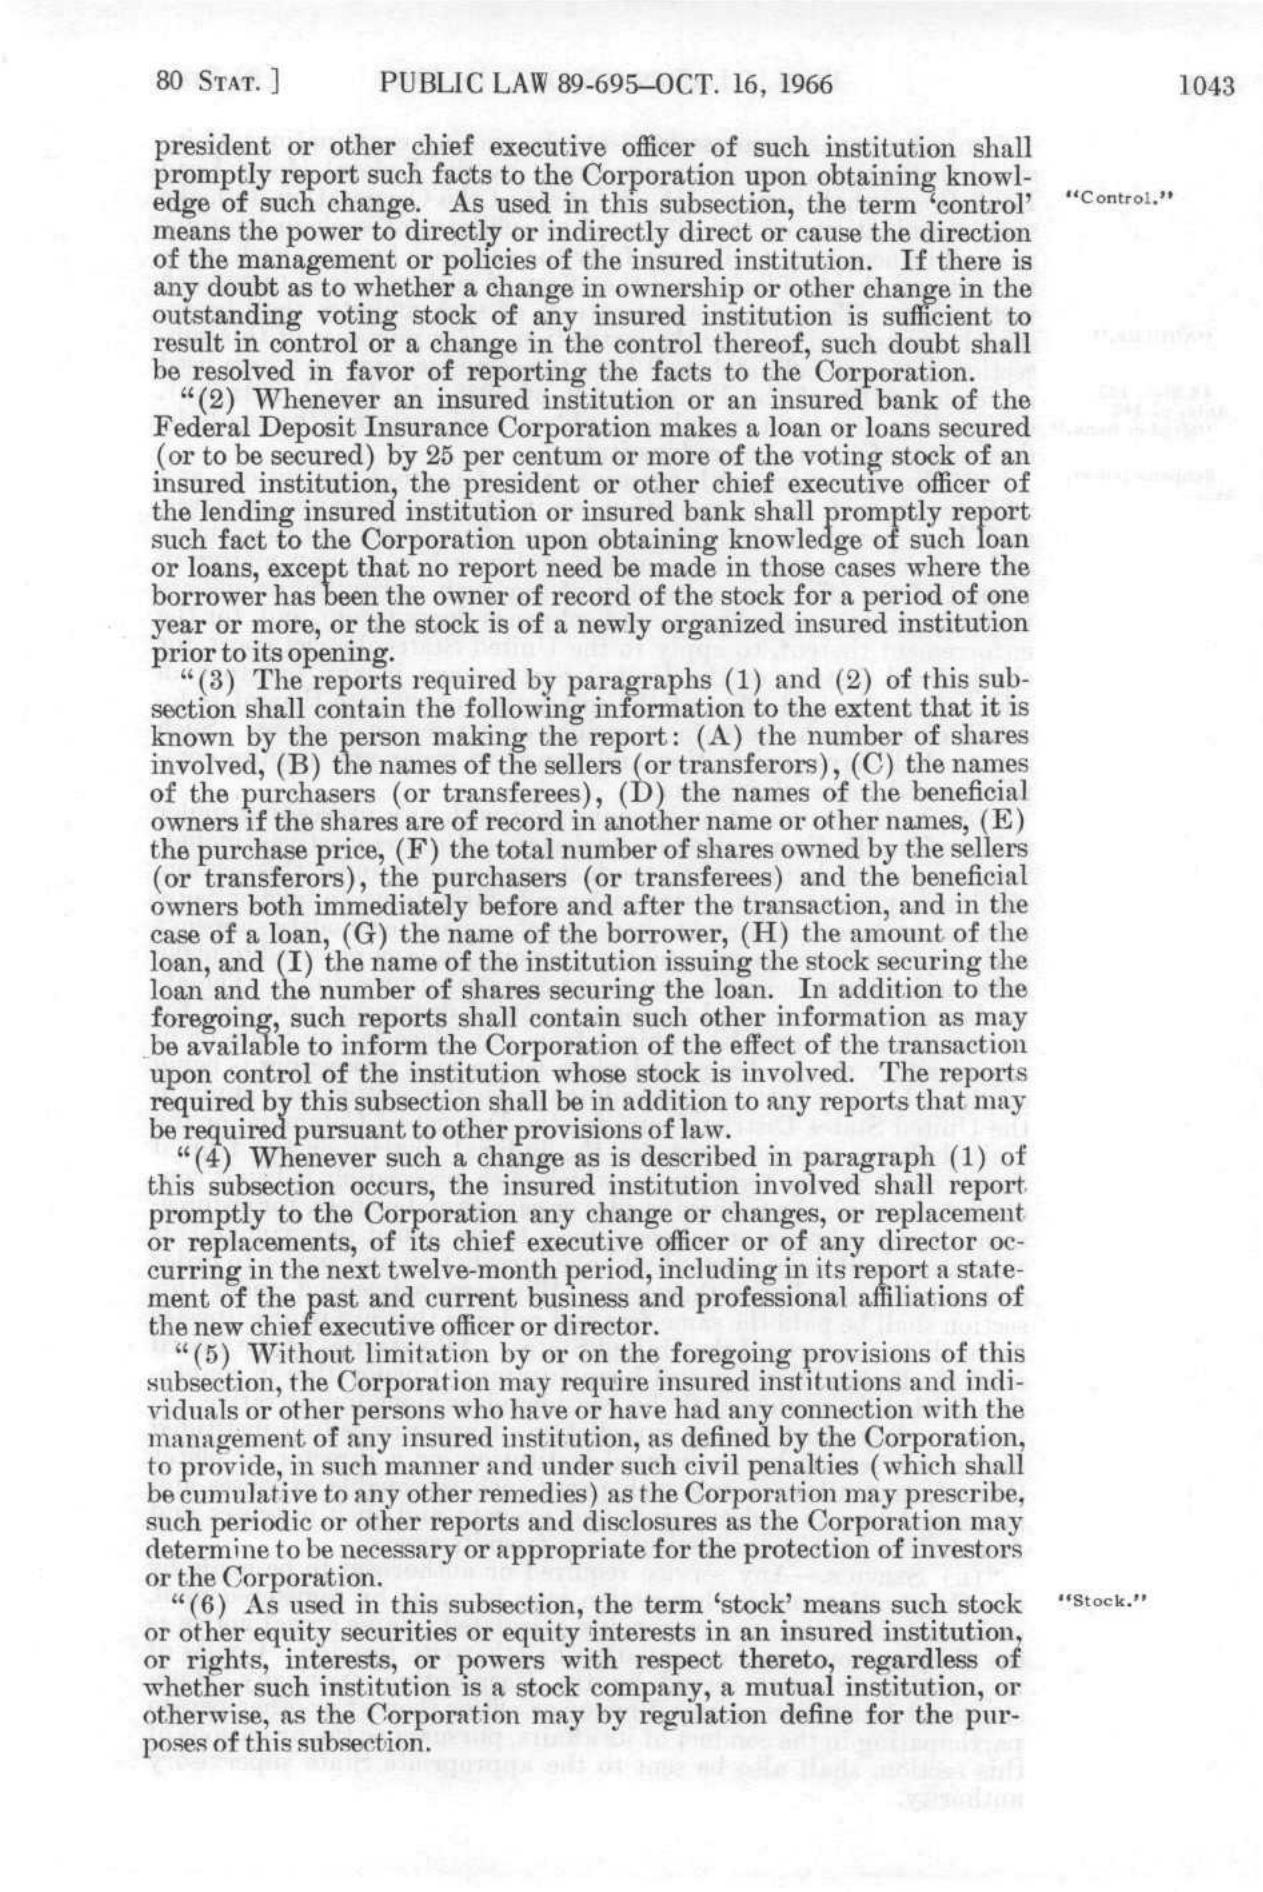 80 STAT. ] PUBLIC LAW 89-695—OCT. 16, 1966 1043
president or other chief executive officer of such institution shall
promptly report such facts to the Corporation upon obtaining knowl-
edge of such change. As used in this subsection, the term ‘control’
"Control."
means the power to directly or indirectly direct or cause the direction
of the management or policies of the insured institution. If there is
any doubt as to whether a change in ownership or other change in the
outstanding voting stock of any insured institution is sufficient to
result in control or a change in the control thereof, such doubt shall
be resolved in favor of reporting the facts to the Corporation.
“(2) Whenever an insured institution or an insured bank of the
Federal Deposit Insurance Corporation makes a loan or loans secured
(or to be secured) by 25 per centum or more of the voting stock of an
insured institution, the president or other chief executive officer of
the lending insured institution or insured bank shall promptly report
such fact to the Corporation upon obtaining knowledge of such loan
or loans, except that no report need be made in those cases where the
borrower has been the owner of record of the stock for a period of one
year or more, or the stock is of a newly organized insured institution
prior to its opening.
“(3) The reports required by paragraphs (1) and (2) of this sub-
section shall contain the following information to the extent that it is
known by the person making the report: (A) the number of shares
involved, (B) the names of the sellers (or transferors), (C) the names
of the purchasers (or transferees), (D) the names of the beneficial
owners if the shares are of record in another name or other names, (E)
the purchase price, (F) the total number of shares owned by the sellers
(or transferors), the purchasers (or transferees) and the beneficial
owners both immediately before and after the transaction, and in the
case of a loan, (G) the name of the borrower, (H) the amount of the
loan, and (I) the name of the institution issuing the stock securing the
loan and the number of shares securing the loan. In addition to the
foregoing, such reports shall contain such other information as may
be available to inform the Corporation of the effect of the transaction
upon control of the institution whose stock is involved. The reports
required by this subsection shall be in addition to any reports that may
be required pursuant to other provisions of law.
“(4) Whenever such a change as is described in paragraph (1) of
this subsection occurs, the insured institution involved shall report
promptly to the Corporation any change or changes, or replacement
or replacements, of its chief executive officer or of any director oc-
curring in the next twelve-month period, including in its report a state-
ment of the past and current business and professional affiliations of
the new chief executive officer or director.
“(5) Without limitation by or on the foregoing provisions of this
subsection, the Corporation may require insured institutions and indi-
viduals or other persons who have or have had any connection with the
management of any insured institution, as defined by the Corporation,
to provide, in such manner and under such civil penalties (which shall
be cumulative to any other remedies) as the Corporation may prescribe,
such periodic or other reports and disclosures as the Corporation may
determine to be necessary or appropriate for the protection of investors
or the Corporation.
“(6) As used in this subsection, the term ‘stock’ means such stock
"Stock."
or other equity securities or equity interests in an insured institution,
or rights, interests, or powers with respect thereto, regardless of
whether such institution is a stock company, a mutual institution, or
otherwise, as the Corporation may by regulation define for the pur-
poses of this subsection.